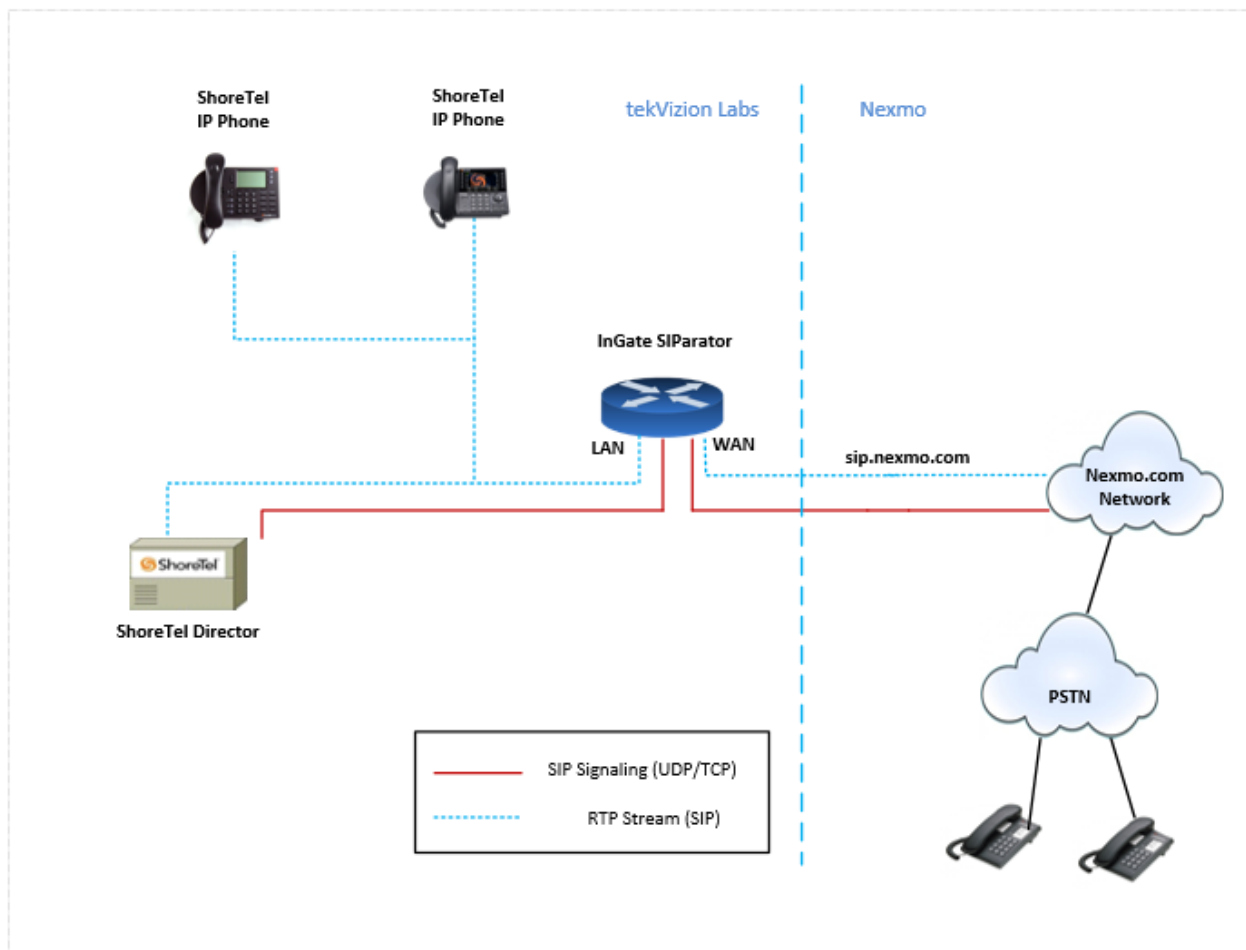 ShoreTel
IP Phone
ShoreTel
IP Phone
tekVizion Labs
Nexmo
InGate SIParator
LAN
WAN
sip.nexmo.com
Nexmo.com
Network
ShoreTel
ShoreTel Director
PSTN
SIP Signaling (UDP/TCP)
RTP Stream (SIP)